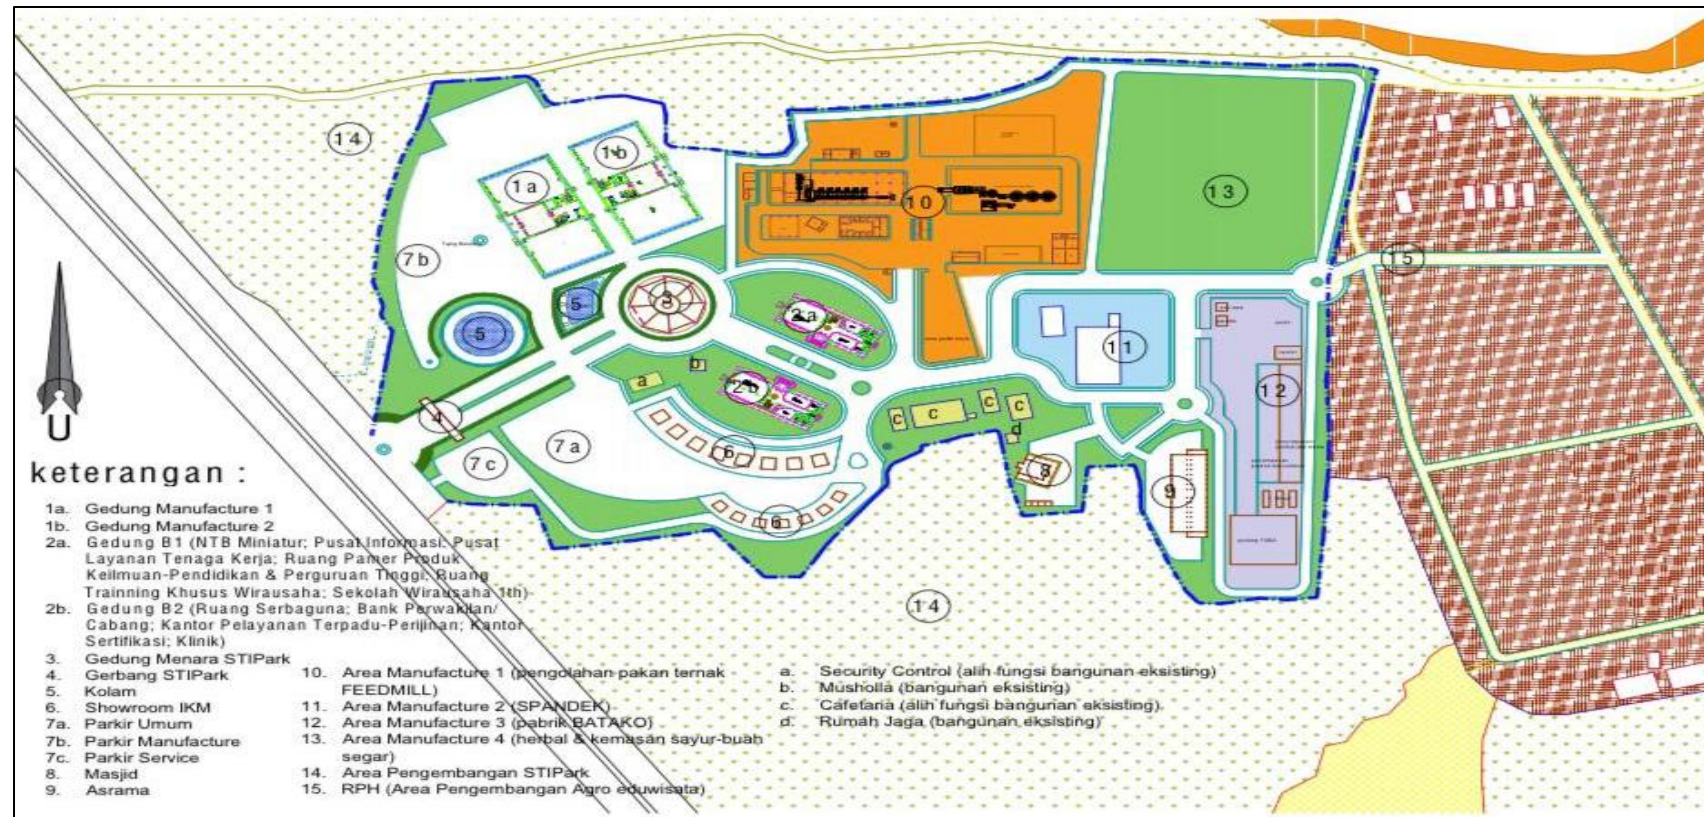 14
1b
1a
10
13
7b
15
5
3
2a
5
11
b
a
2b
12
c
c
c
c
4
d
7a
6
7c
8
9
6
14
U
keterangan :
1a. Gedung Manufacture 1
1b. Gedung Manufacture 2
2a. Gedung B1 (NTB Miniatur; Pusat Informasi; Pusat
Layanan Tenaga Kerja; Ruang Pamer Produk
Keilmuan-Pendidikan & Perguruan Tinggi; Ruang
Trainning Khusus Wirausaha; Sekolah Wirausaha 1th)
2b. Gedung B2 (Ruang Serbaguna; Bank Perwakilan/
Cabang; Kantor Pelayanan Terpadu-Perijinan; Kantor
Sertifikasi; Klinik)
3. Gedung Menara STIPark
4. Gerbang STIPark
5. Kolam
6. Showroom IKM
7a. Parkir Umum
7b. Parkir Manufacture
7c. Parkir Service
8. Masjid
9. Asrama
10. Area Manufacture 1 (pengolahan pakan ternak
FEEDMILL)
11. Area Manufacture 2 (SPANDEK)
12. Area Manufacture 3 (pabrik BATAKO)
13. Area Manufacture 4 (herbal & kemasan sayur-buah
segar)
14. Area Pengembangan STIPark
15. RPH (Area Pengembangan Agro eduwisata)
a. Security Control (alih fungsi bangunan eksisting)
b. Musholla (bangunan eksisting)
c. Cafetaria (alih fungsi bangunan eksisting)
d. Rumah Jaga (bangunan eksisting)